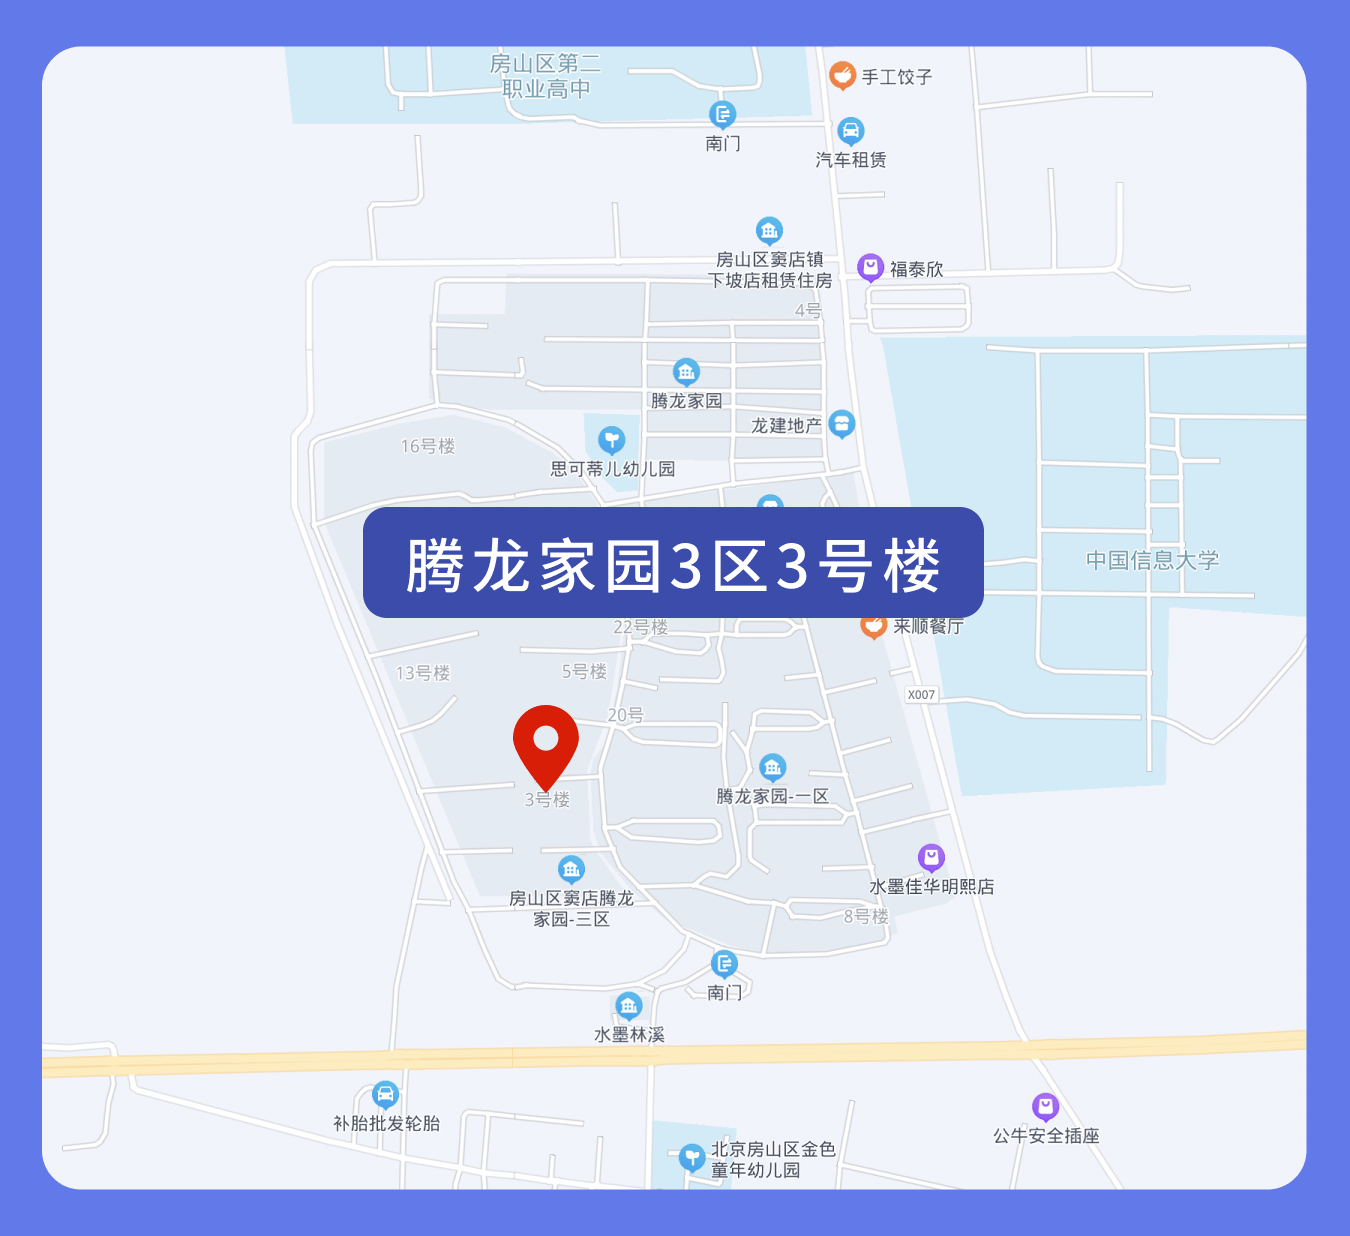 房山区第二
职业高中
手工饺子
南门
汽车租赁
房山区窦店镇
下坡店租赁住房
福泰欣
4号
腾龙家园
龙建地产
16号楼
思可蒂儿幼儿园
腾龙家园3区3号楼
中国信息大学
22号楼
来顺餐厅
13号楼
5号楼
X007
20号
3号楼
腾龙家园-一区
水墨佳华明熙店
房山区窦店腾龙
家园-三区
8号楼
南门
水墨林溪
补胎批发轮胎
公牛安全插座
北京房山区金色
童年幼儿园